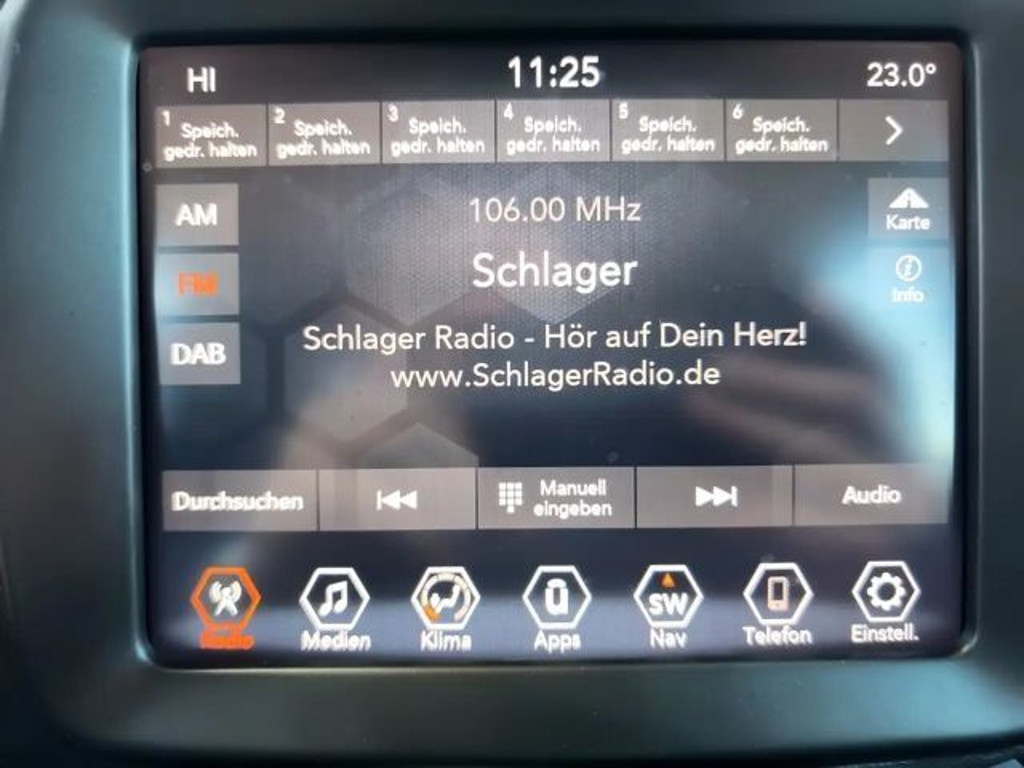 HI 11:25 23.0°
1 Speich. gedr. halten
2 Speich. gedr. halten
3 Speich. gedr. halten
4 Speich. gedr. halten
5 Speich. gedr. halten
6 Speich. gedr. halten
AM
FM
DAB
106.00 MHz
Schlager
Schlager Radio - Hör auf Dein Herz!
www.SchlagerRadio.de
Karte
Info
Durchsuchen
Manuell
eingeben
Audio
SW
Radio Medien Klima Apps Nav Telefon Einstell.